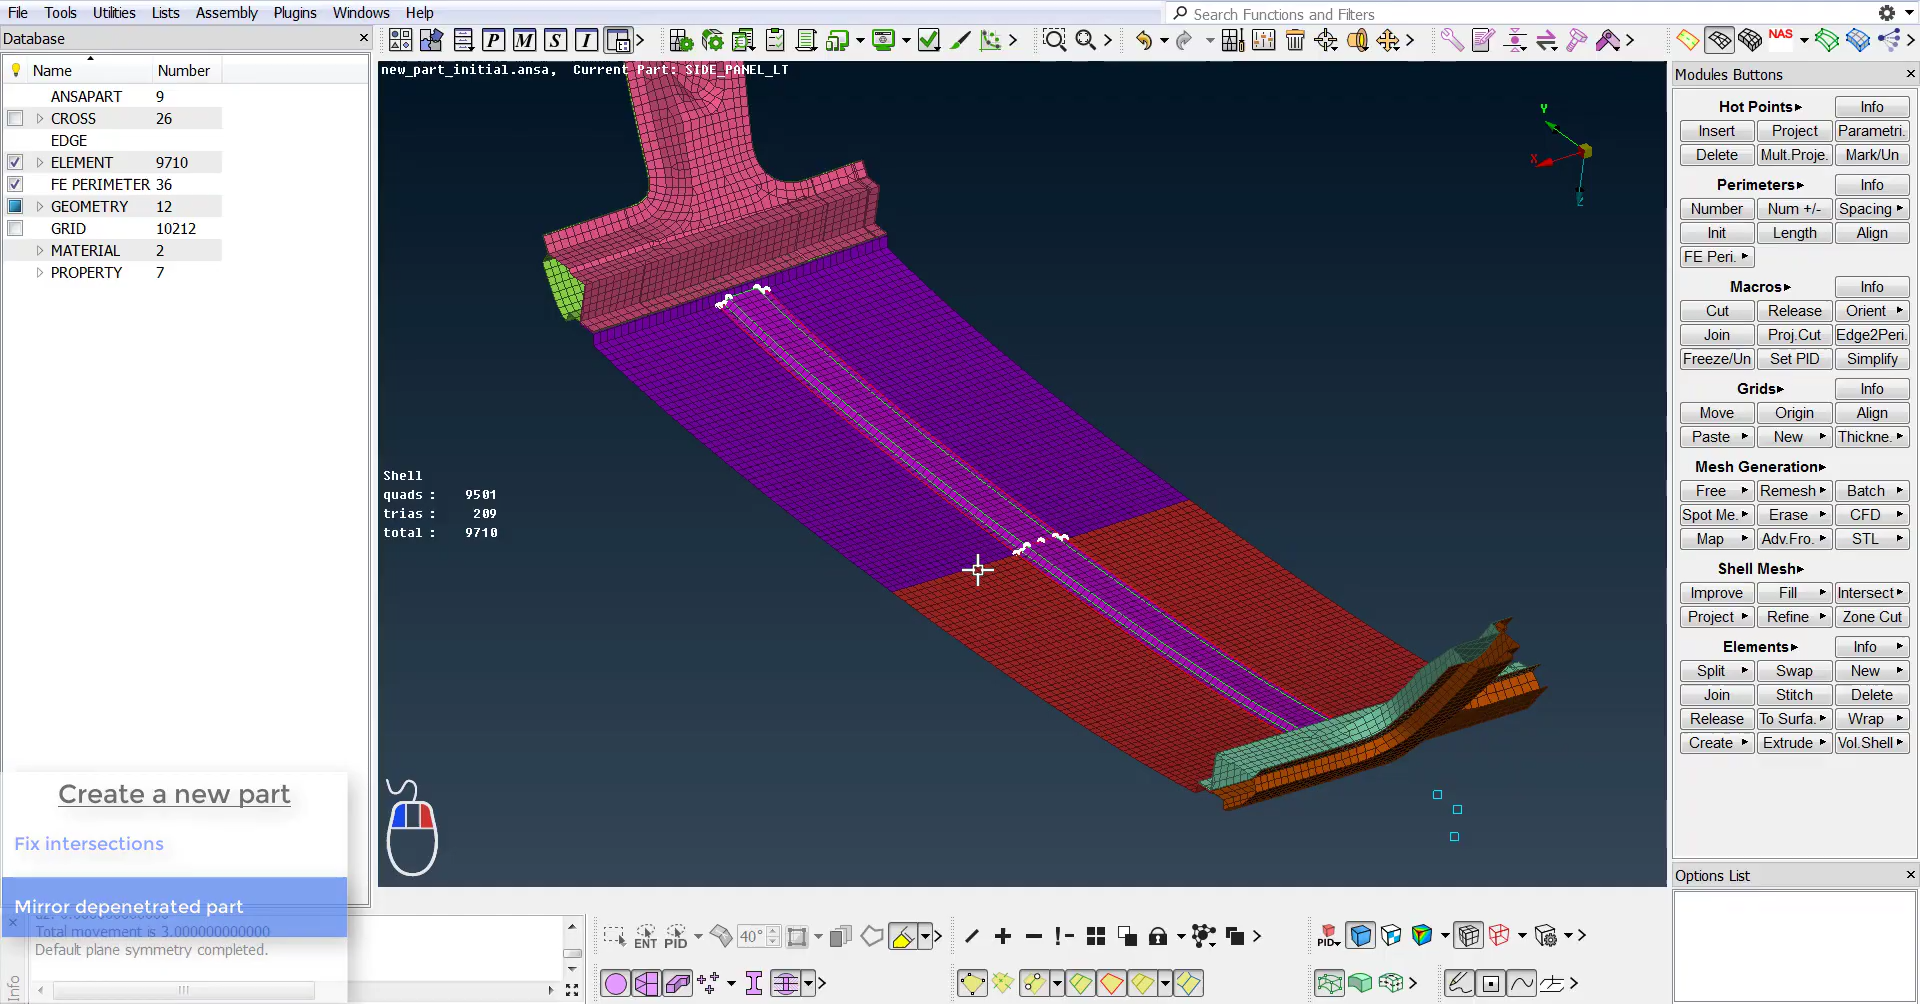 File Tools Utilities Lists Assembly Plugins Windows Help
Search Functions and Filters
Database
P M S I
NAS
Name Number
ANSAPART 9
CROSS 26
EDGE
ELEMENT 9710
FE PERIMETER 36
GEOMETRY 12
GRID 10212
MATERIAL 2
PROPERTY 7
new_part_initial.ansa, Current Part: SIDE_PANEL_LT
Y
X
Z
Shell
quads : 9501
trias : 209
total : 9710
Create a new part
Fix intersections
Mirror depenetrated part
Total movement is 3.000000000000
Default plane symmetry completed.
Info
ENT PID 40°
PID
Modules Buttons
Hot Points Info
Insert Project Parametri.
Delete Mult.Proje. Mark/Un
Perimeters Info
Number Num +/- Spacing
Init Length Align
FE Peri.
Macros Info
Cut Release Orient
Join Proj.Cut Edge2Peri.
Freeze/Un Set PID Simplify
Grids Info
Move Origin Align
Paste New Thickne.
Mesh Generation
Free Remesh Batch
Spot Me. Erase CFD
Map Adv.Fro. STL
Shell Mesh
Improve Fill Intersect
Project Refine Zone Cut
Elements Info
Split Swap New
Join Stitch Delete
Release To Surfa. Wrap
Create Extrude Vol.Shell
Options List